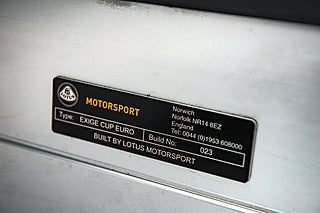 LOTUS
MOTORSPORT
Norwich
Norfolk NR14 8EZ
England
Tel: 0044 (0)1953 608000
Type: EXIGE CUP EURO
Build No: 023
BUILT BY LOTUS MOTORSPORT